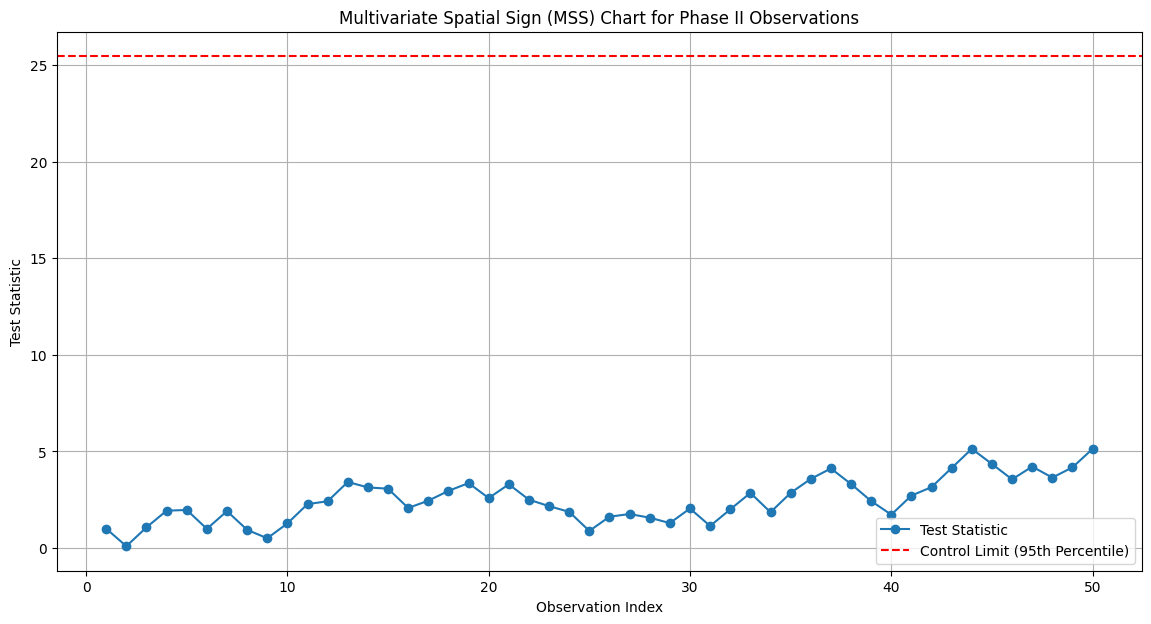 Multivariate Spatial Sign (MSS) Chart for Phase II Observations
25
20
15
10
5
0
Test Statistic
Test Statistic
Control Limit (95th Percentile)
0 10 20 30 40 50
Observation Index